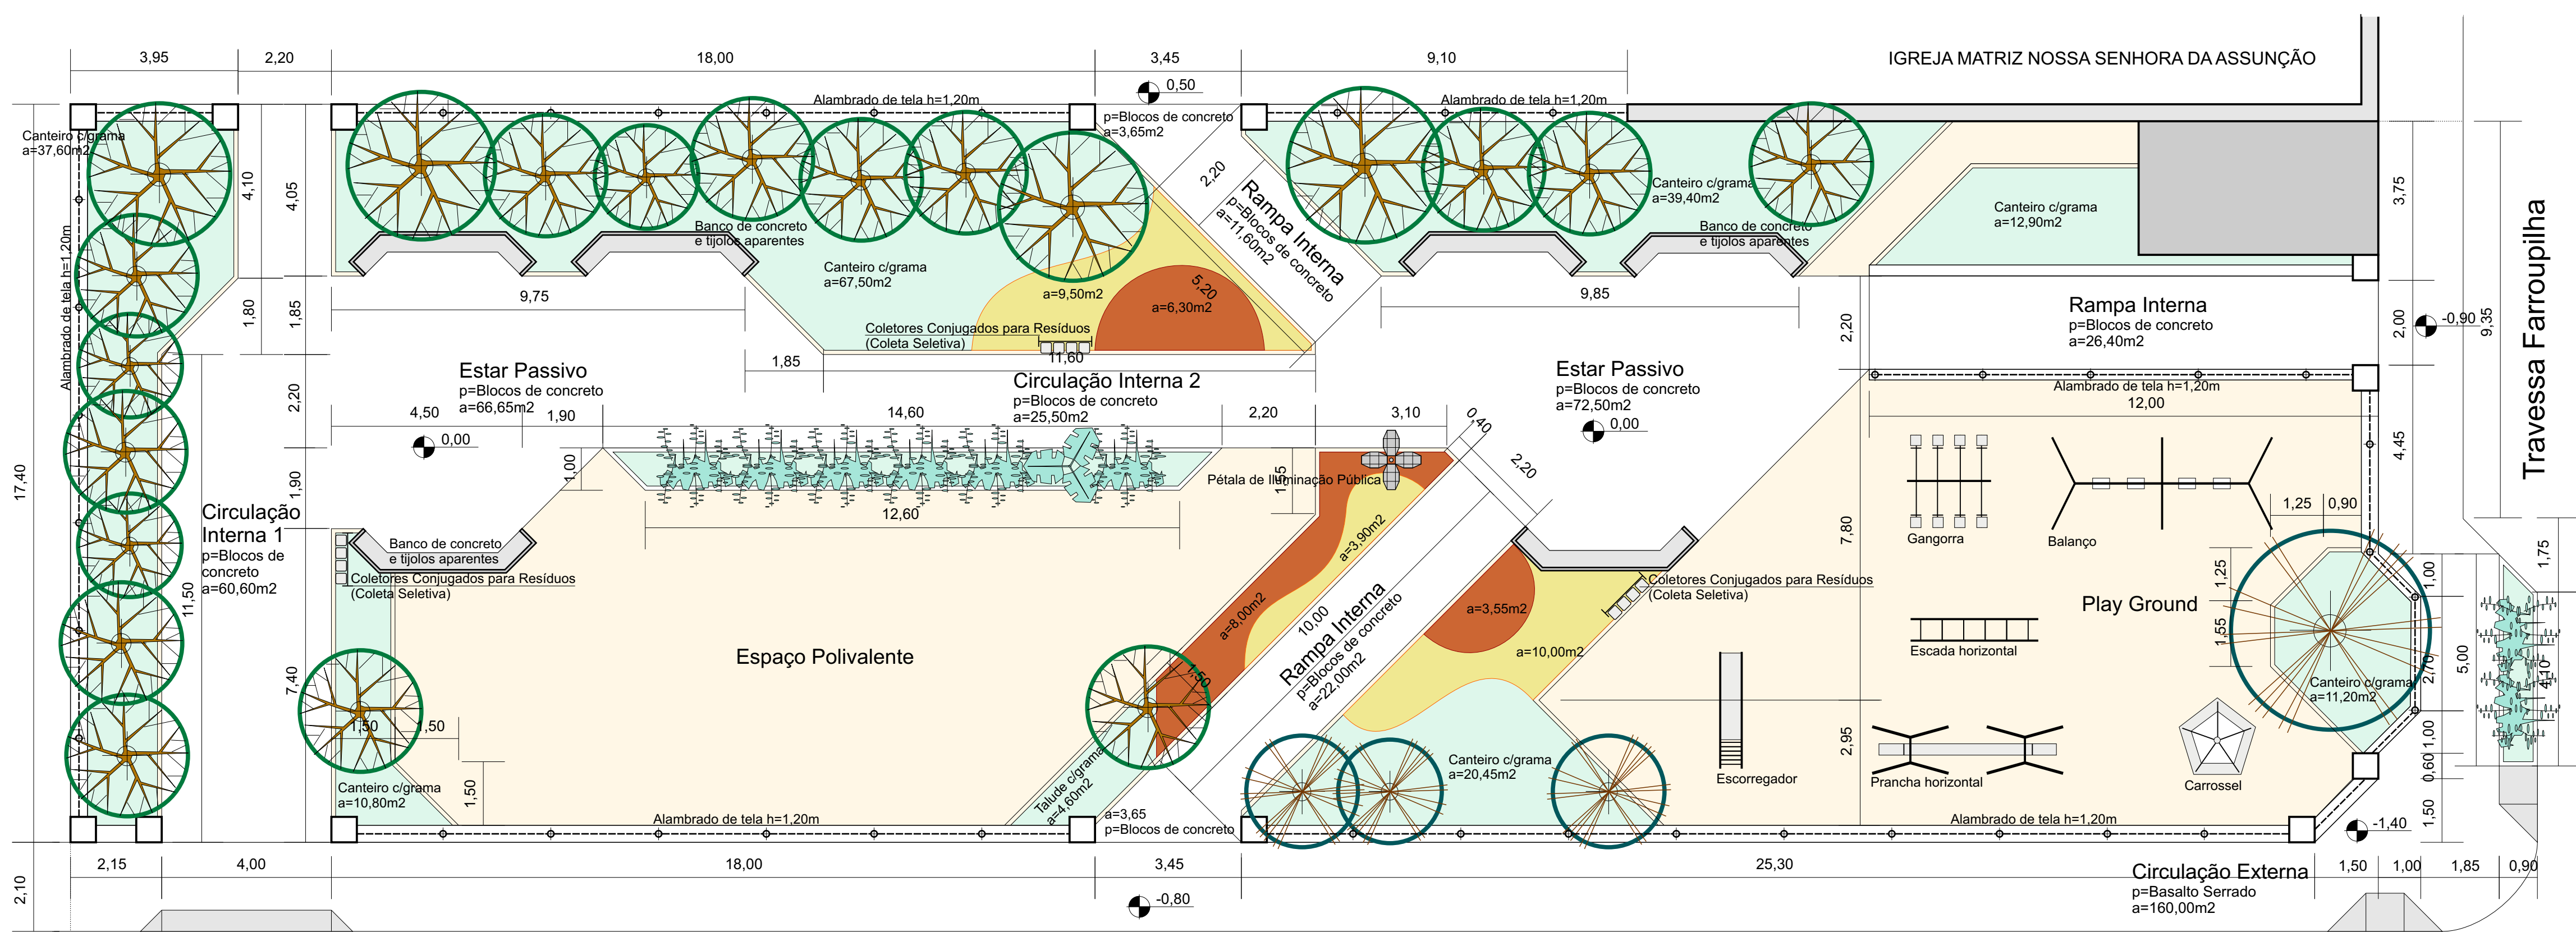 3,95
2,20
18,00
3,45
9,10
IGREJA MATRIZ NOSSA SENHORA DA ASSUNÇÃO
0,50
Alambrado de tela h=1,20m
Alambrado de tela h=1,20m
p=Blocos de concreto
a=3,65m2
Canteiro c/grama
a=37,60m2
4,10
4,05
2,20
Rampa Interna
p=Blocos de concreto
a=11,60m2
Canteiro c/grama
a=39,40m2
Canteiro c/grama
a=12,90m2
3,75
Travessa Farroupilha
Alambrado de tela h=1,20m
Banco de concreto
e tijolos aparentes
Banco de concreto
e tijolos aparentes
Canteiro c/grama
a=67,50m2
a=9,50m2
5,20
a=6,30m2
9,75
9,85
1,80
1,85
Rampa Interna
p=Blocos de concreto
a=26,40m2
2,20
2,00
-0,90
9,35
Coletores Conjugados para Resíduos
(Coleta Seletiva)
11,60
1,85
Estar Passivo
p=Blocos de concreto
a=66,65m2
Circulação Interna 2
p=Blocos de concreto
a=25,50m2
Estar Passivo
p=Blocos de concreto
a=72,50m2
Alambrado de tela h=1,20m
12,00
2,20
4,50
1,90
14,60
2,20
3,10
0,40
0,00
0,00
4,45
17,40
1,90
1,00
1,55
Pétala de Iluminação Pública
2,20
12,60
Circulação
Interna 1
p=Blocos de
concreto
a=60,60m2
11,50
Banco de concreto
e tijolos aparentes
Coletores Conjugados para Resíduos
(Coleta Seletiva)
a=3,90m2
7,80
Gangorra
Balanço
1,25
0,90
Coletores Conjugados para Resíduos
(Coleta Seletiva)
a=8,00m2
10,00
Rampa Interna
p=Blocos de concreto
a=22,00m2
a=3,55m2
a=10,00m2
Play Ground
1,25
1,55
1,00
1,75
Espaço Polivalente
Escada horizontal
2,70
5,00
4,10
7,40
1,50
Canteiro c/grama
a=11,20m2
1,50
1,50
1,50
Canteiro c/grama
a=10,80m2
Talude c/grama
a=4,60m2
Canteiro c/grama
a=20,45m2
2,95
Escorregador
Prancha horizontal
Carrossel
1,00
0,60
1,50
Alambrado de tela h=1,20m
a=3,65
p=Blocos de concreto
Alambrado de tela h=1,20m
-1,40
2,15
4,00
18,00
3,45
25,30
1,50
1,00
1,85
0,90
2,10
-0,80
Circulação Externa
p=Basalto Serrado
a=160,00m2